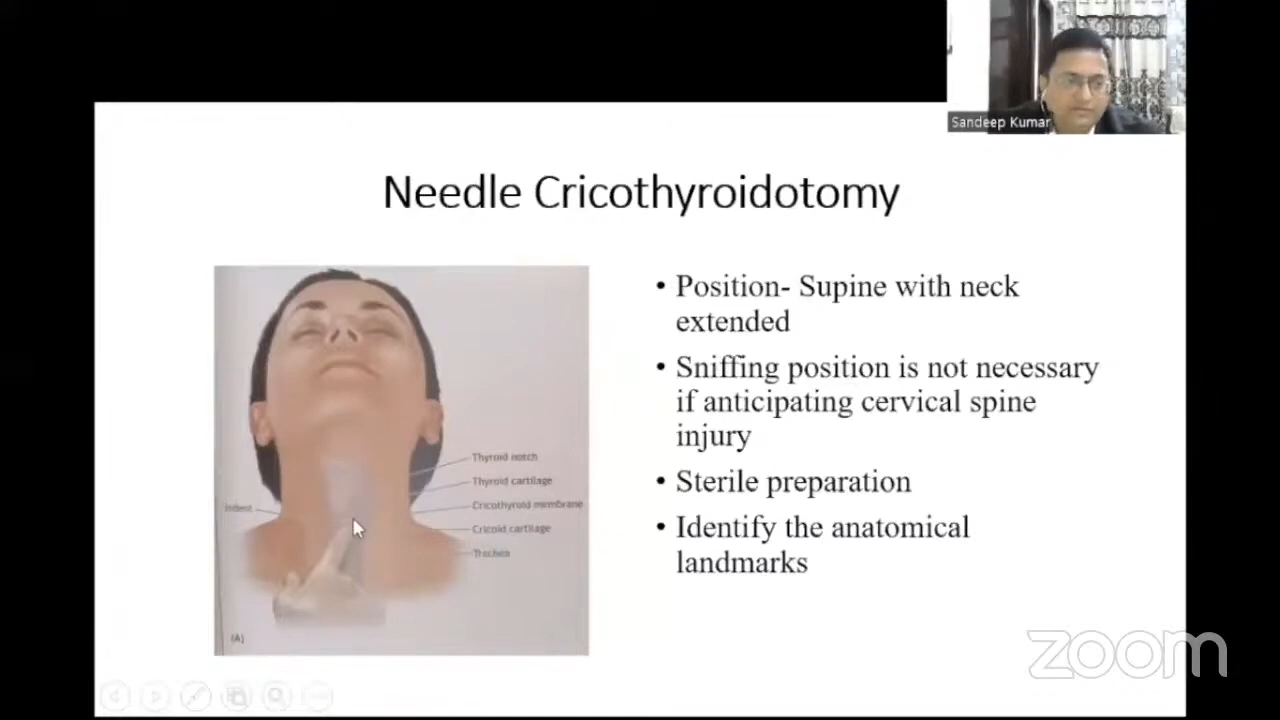 Sandeep Kumar
Needle Cricothyroidotomy
• Position- Supine with neck
extended
• Sniffing position is not necessary
if anticipating cervical spine
injury
• Sterile preparation
• Identify the anatomical
landmarks
Thyroid notch
Thyroid cartilage
Cricothyroid membrane
Indent
Cricoid cartilage
Trachea
(A)
zoom